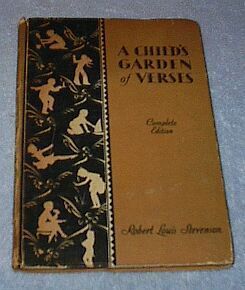 A CHILD'S
GARDEN
of VERSES
Complete
Edition
Robert Louis Stevenson